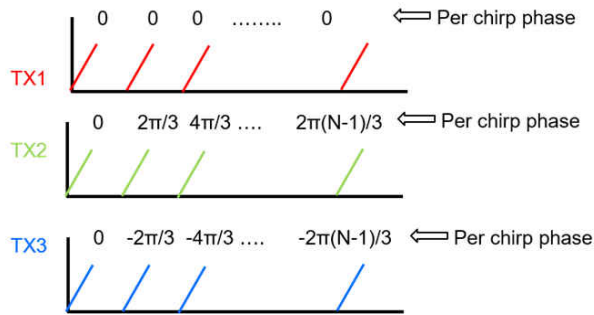 0 0 0 …….. 0 Per chirp phase
TX1
0 2π/3 4π/3 …. 2π(N-1)/3 Per chirp phase
TX2
0 -2π/3 -4π/3 …. -2π(N-1)/3 Per chirp phase
TX3